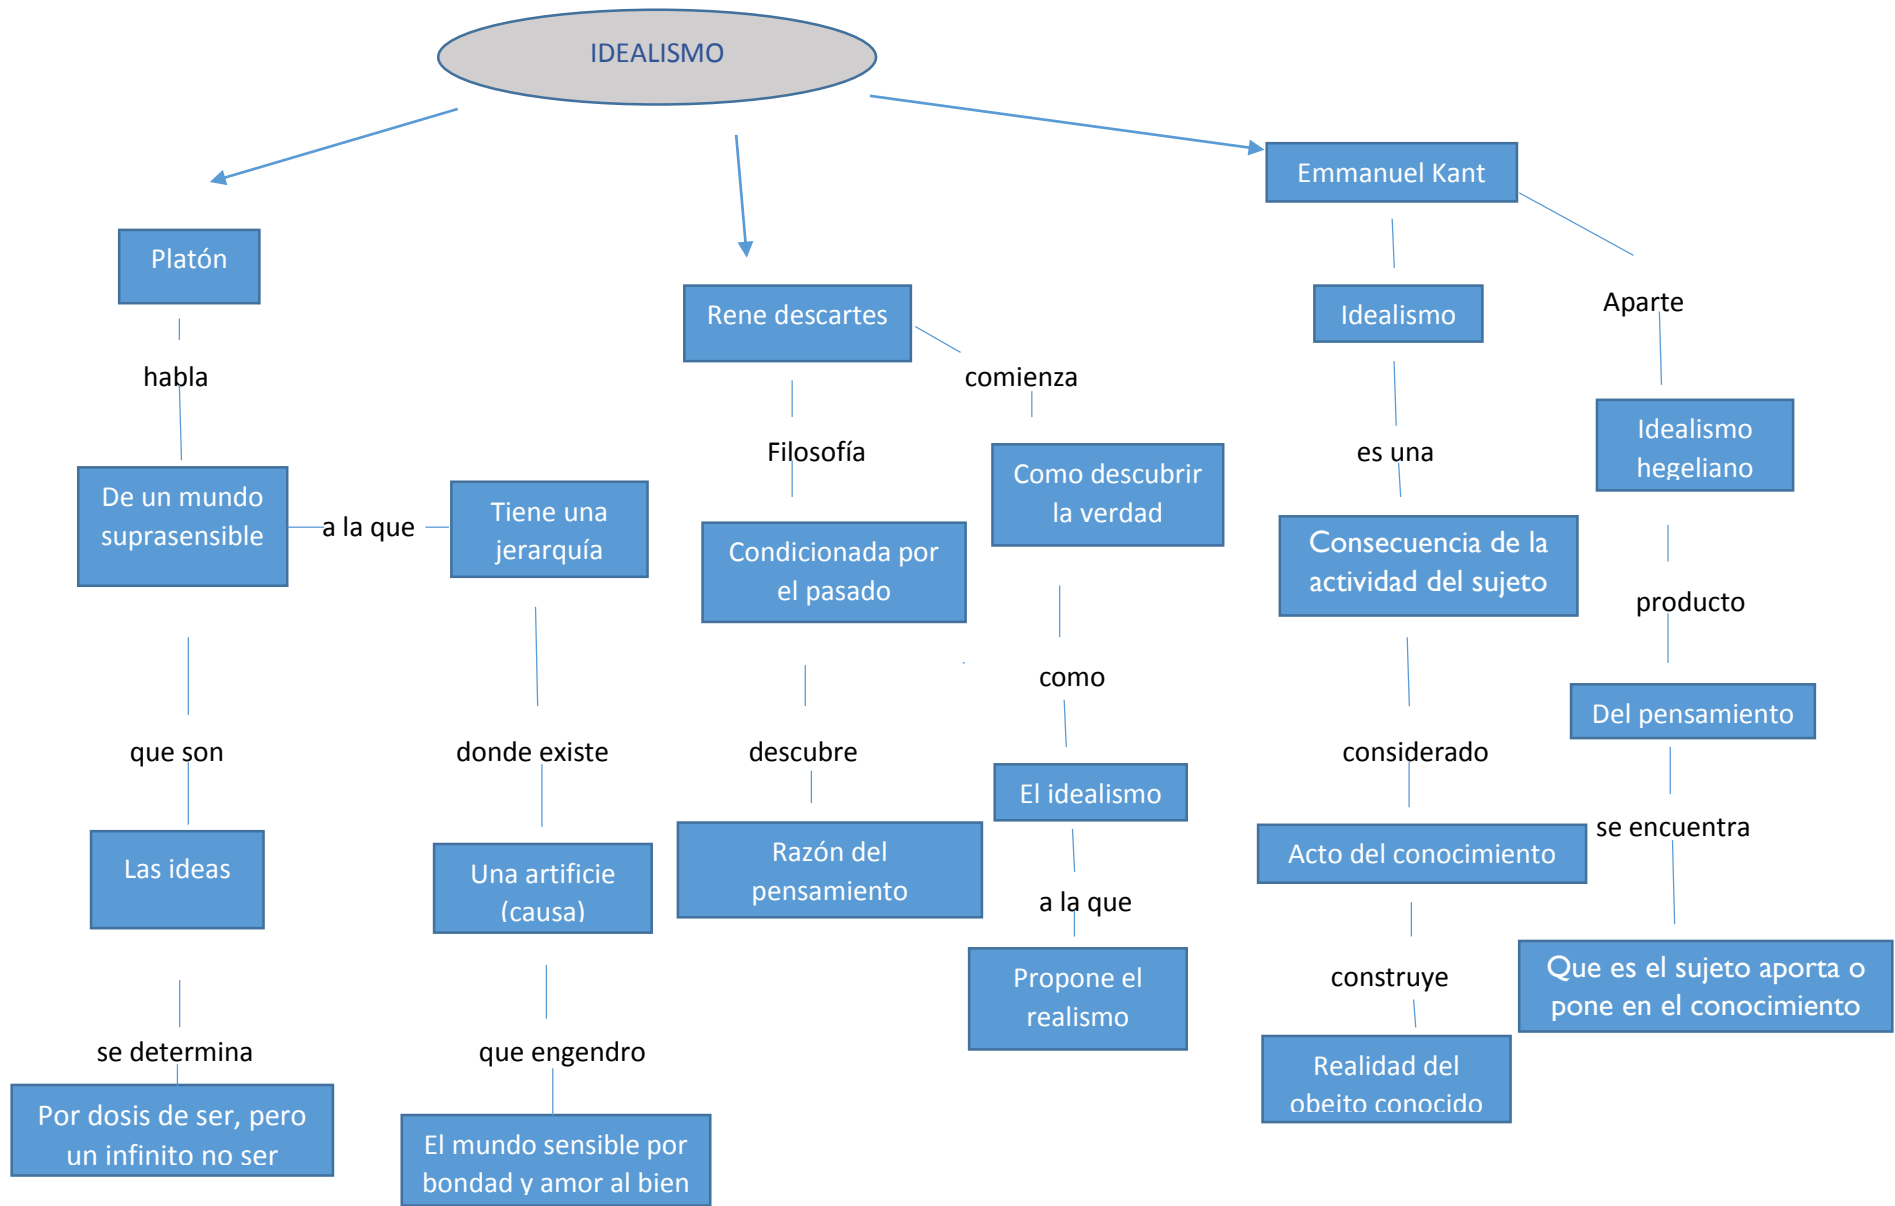 IDEALISMO
Platón
habla
De un mundo
suprasensible
a la que
Tiene una
jerarquía
que son
Las ideas
se determina
Por dosis de ser, pero
un infinito no ser
donde existe
Una artificie
(causa)
que engendro
El mundo sensible por
bondad y amor al bien
Rene descartes
Filosofía
Condicionada por
el pasado
descubre
Razón del
pensamiento
comienza
Como descubrir
la verdad
como
El idealismo
a la que
Propone el
realismo
Emmanuel Kant
Idealismo
es una
Consecuencia de la
actividad del sujeto
considerado
Acto del conocimiento
construye
Realidad del
objeto conocido
Aparte
Idealismo
hegeliano
producto
Del pensamiento
se encuentra
Que es el sujeto aporta o
pone en el conocimiento